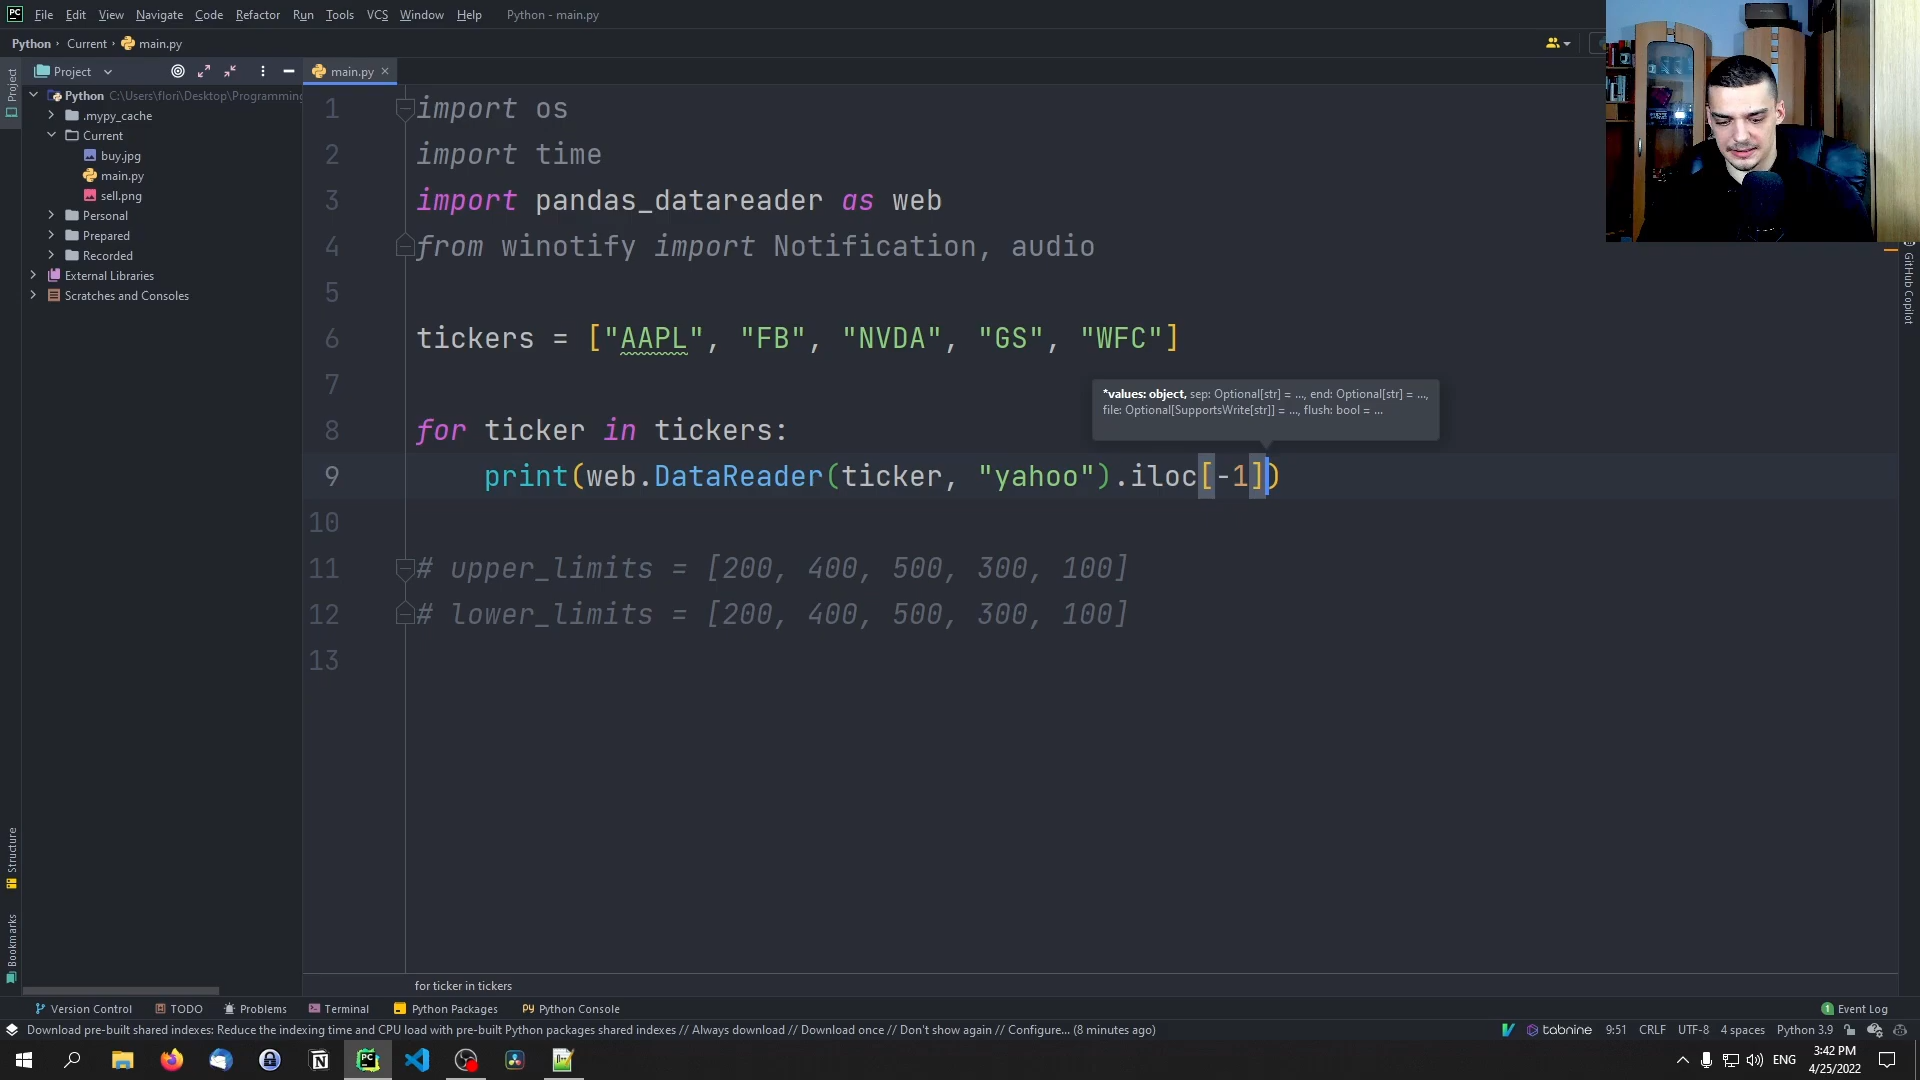 PC File Edit View Navigate Code Refactor Run Tools VCS Window Help Python - main.py
Python Current main.py
Project
Project
main.py
Python C:\Users\flori\Desktop\Programming
.mypy_cache
Current
buy.jpg
main.py
sell.png
Personal
Prepared
Recorded
External Libraries
Scratches and Consoles
1 import os
2 import time
3 import pandas_datareader as web
4 from winotify import Notification, audio
5
6 tickers = ["AAPL", "FB", "NVDA", "GS", "WFC"]
7
*values: object, sep: Optional[str] = ..., end: Optional[str] = ...,
file: Optional[SupportsWrite[str]] = ..., flush: bool = ...
8 for ticker in tickers:
9 print(web.DataReader(ticker, "yahoo").iloc[-1])
10
11 # upper_limits = [200, 400, 500, 300, 100]
12 # lower_limits = [200, 400, 500, 300, 100]
13
GitHub Copilot
Structure
Bookmarks
for ticker in tickers
Version Control TODO Problems Terminal Python Packages Python Console Event Log
Download pre-built shared indexes: Reduce the indexing time and CPU load with pre-built Python packages shared indexes // Always download // Download once // Don't show again // Configure... (8 minutes ago) tabnine 9:51 CRLF UTF-8 4 spaces Python 3.9
ENG 3:42 PM
4/25/2022